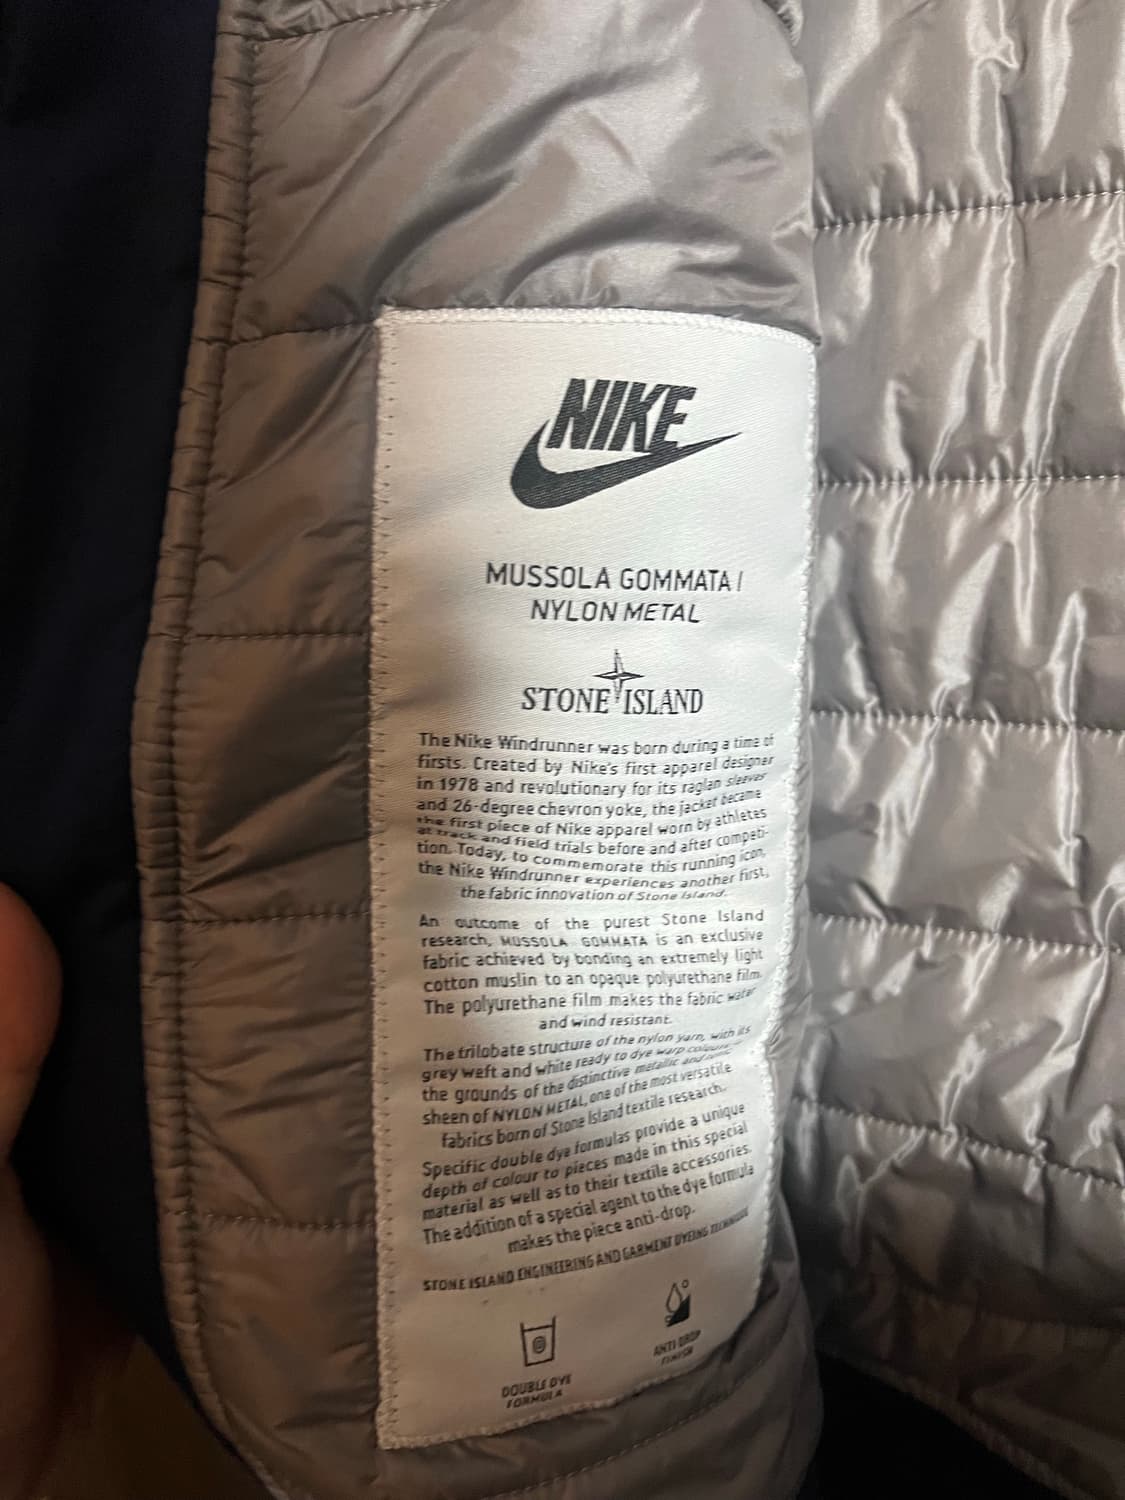 NIKE
MUSSOLA GOMMATA /
NYLON METAL
STONE ISLAND
The Nike Windrunner was born during a time of
firsts. Created by Nike's first apparel designer
in 1978 and revolutionary for its raglan sleeves
and 26-degree chevron yoke, the jacket became
the first piece of Nike apparel worn by athletes
at track and field trials before and after competi-
tion. Today, to commemorate this running icon,
the Nike Windrunner experiences another first,
the fabric innovation of Stone Island.
An outcome of the purest Stone Island
research, MUSSOLA GOMMATA is an exclusive
fabric achieved by bonding an extremely light
cotton muslin to an opaque polyurethane film.
The polyurethane film makes the fabric water
and wind resistant.
The trilobate structure of the nylon yarn, with its
grey weft and white ready to dye warp
the grounds of the distinctive metallic and
sheen of NYLON METAL, one of the most versatile
fabrics born of Stone Island textile research.
Specific double dye formulas provide a unique
depth of colour to pieces made in this special
material as well as to their textile accessories.
The addition of a special agent to the dye formula
makes the piece anti-drop.
STONE ISLAND ENGINEERING AND GARMENT DYEING TECHNIQUE
ANTI DROP
FINISH
DOUBLE DYE
FORMULA